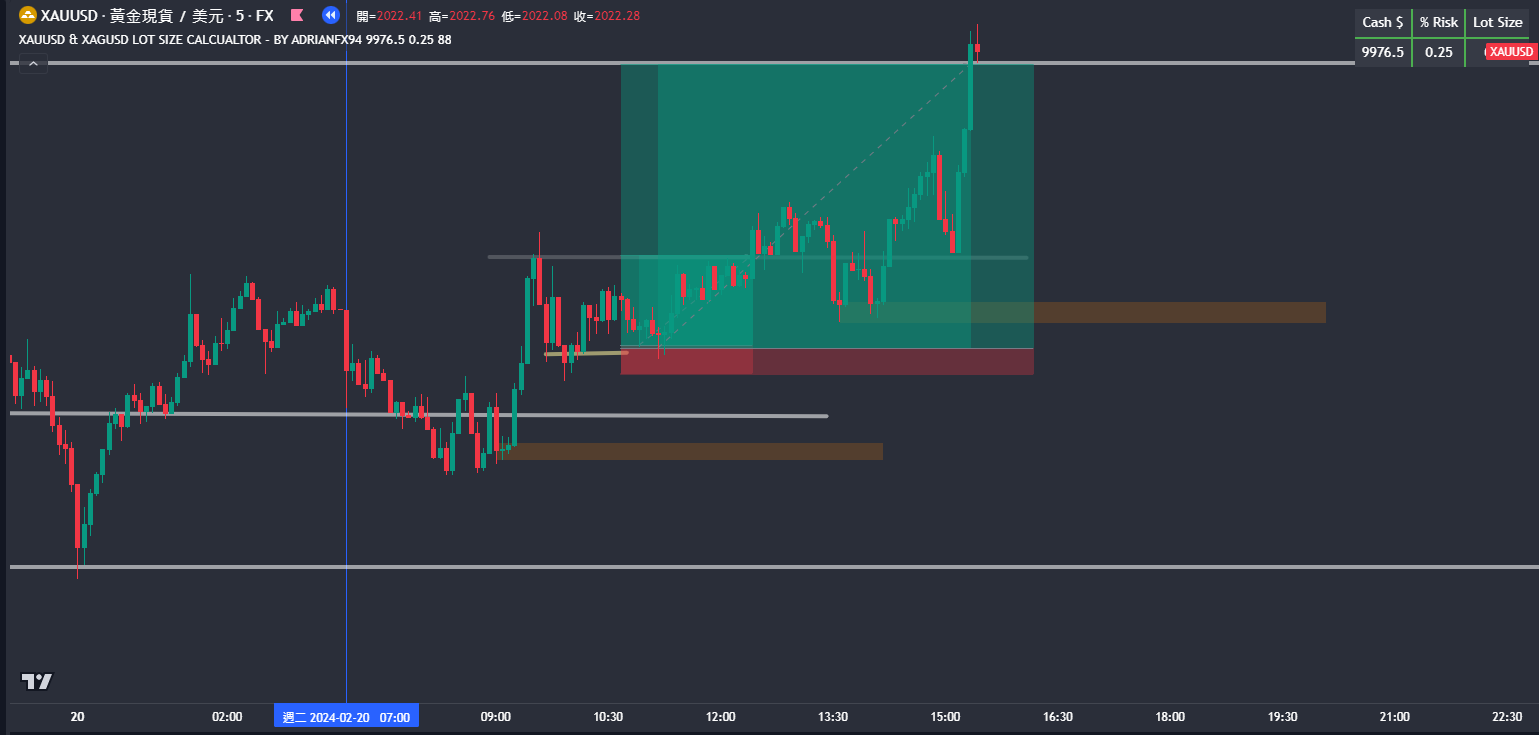 XAUUSD · 黃金現貨 / 美元 · 5 · FX 開=2022.41 高=2022.76 低=2022.08 收=2022.28
XAUUSD & XAGUSD LOT SIZE CALCUALTOR - BY ADRIANFX94 9976.5 0.25 88
Cash $ % Risk Lot Size
9976.5 0.25 XAUUSD
20 02:00 週二 2024-02-20 07:00 09:00 10:30 12:00 13:30 15:00 16:30 18:00 19:30 21:00 22:30